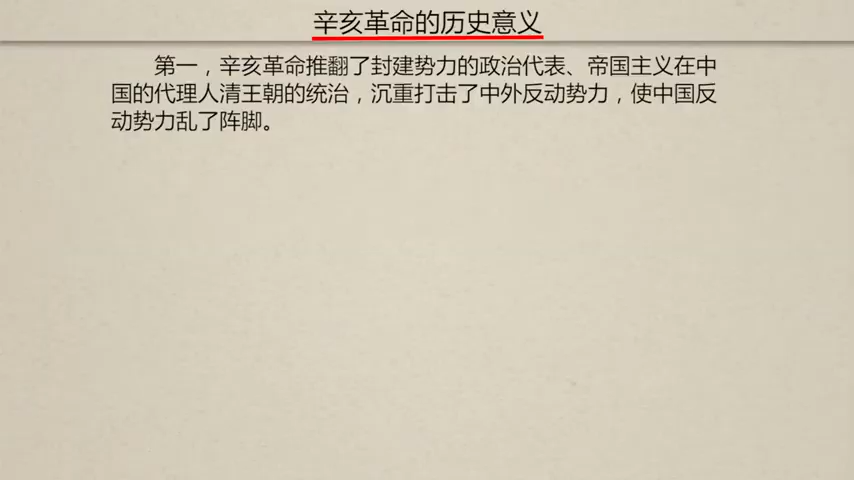 辛亥革命的历史意义
第一，辛亥革命推翻了封建势力的政治代表、帝国主义在中
国的代理人清王朝的统治，沉重打击了中外反动势力，使中国反
动势力乱了阵脚。